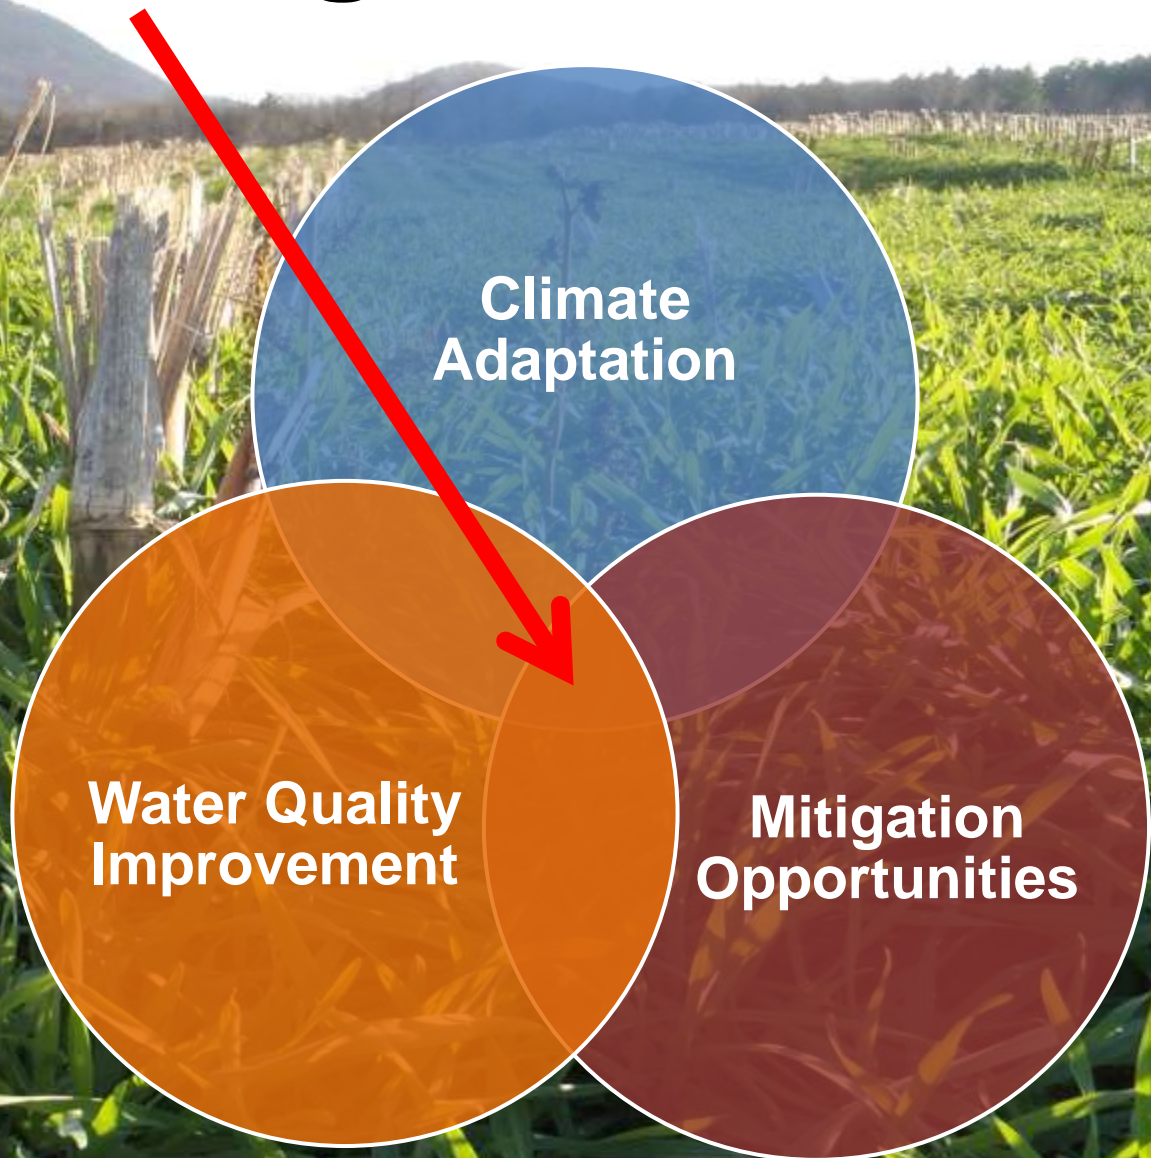 Climate
Adaptation
Water Quality
Improvement
Mitigation
Opportunities